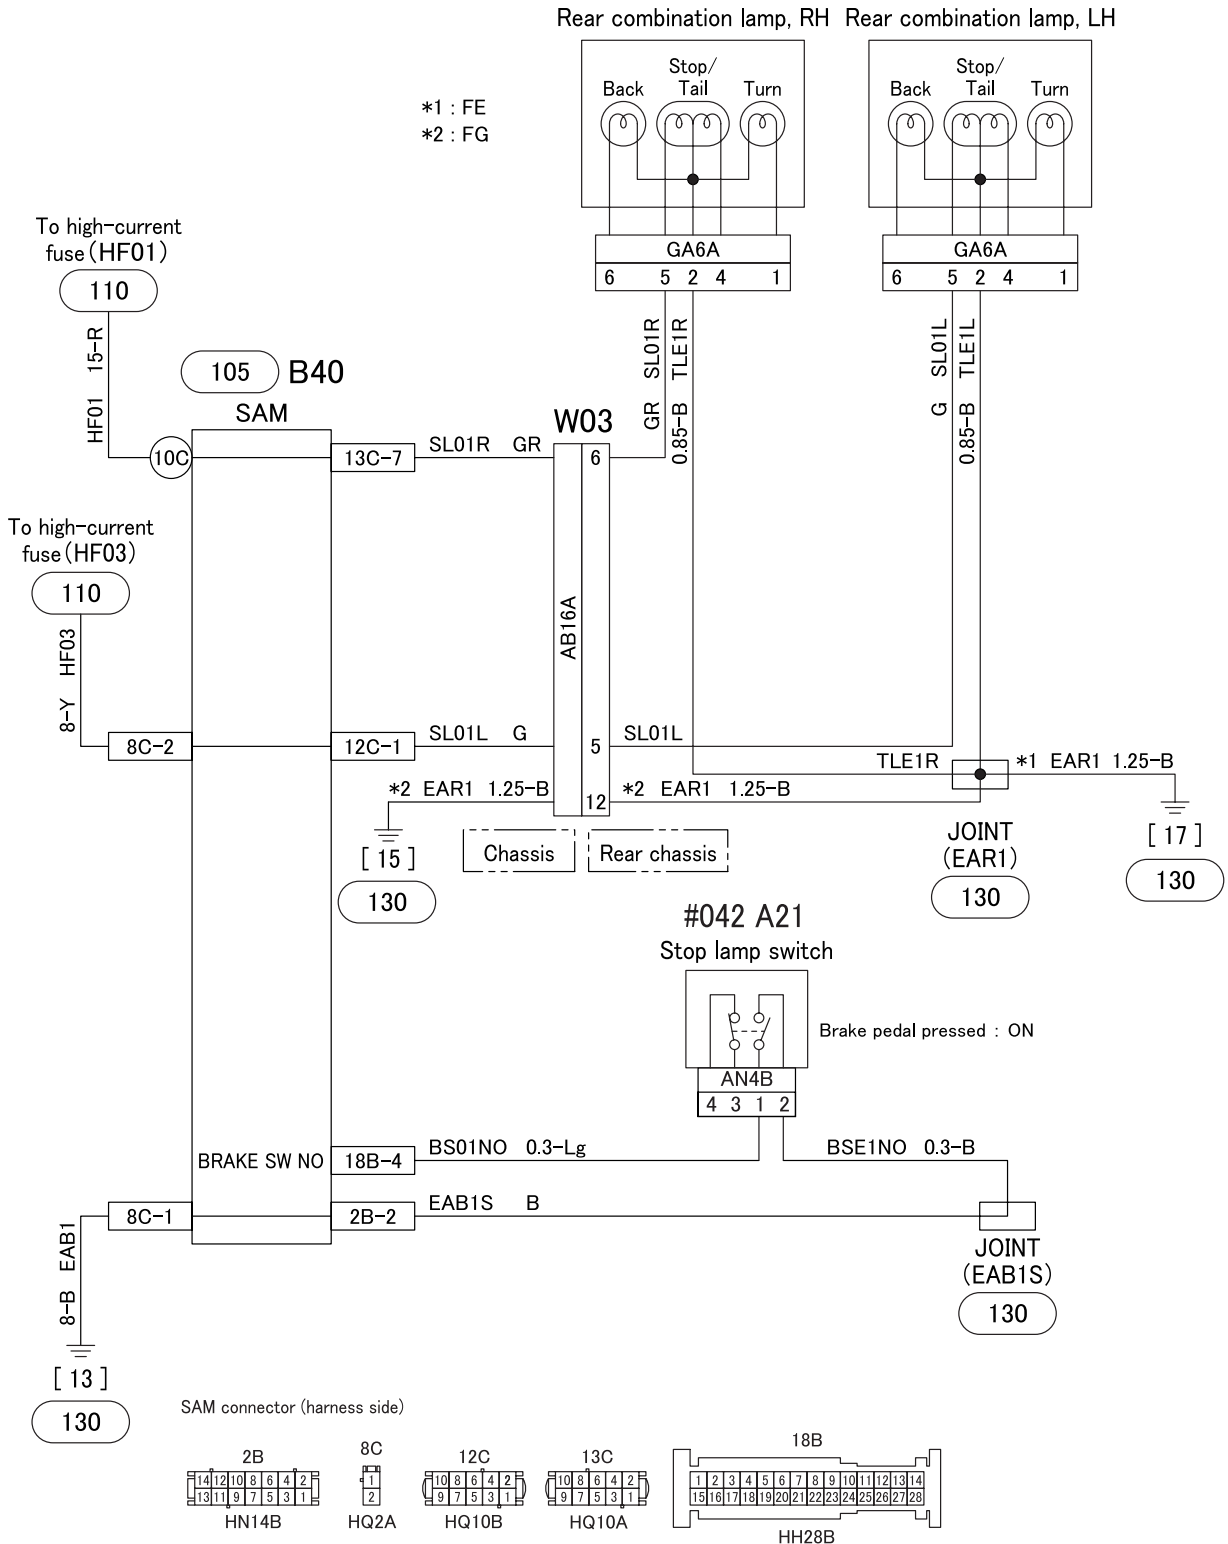 Rear combination lamp, RH
Rear combination lamp, LH
*1 : FE
*2 : FG
Back
Stop/
Tail
Turn
Back
Stop/
Tail
Turn
GA6A
6 5 2 4 1
GA6A
6 5 2 4 1
To high-current
fuse (HF01)
110
HF01 15-R
105 B40
SAM
10C
13C-7
SL01R GR
W03
6
GR SL01R
0.85-B TLE1R
G SL01L
0.85-B TLE1L
To high-current
fuse (HF03)
110
8-Y HF03
8C-2
12C-1
SL01L G
AB16A
5
SL01L
TLE1R
*1 EAR1 1.25-B
*2 EAR1 1.25-B
12
*2 EAR1 1.25-B
[ 15 ]
130
Chassis
Rear chassis
JOINT
(EAR1)
130
[ 17 ]
130
#042 A21
Stop lamp switch
Brake pedal pressed : ON
AN4B
4 3 1 2
BRAKE SW NO
18B-4
BS01NO 0.3-Lg
BSE1NO 0.3-B
8C-1
2B-2
EAB1S B
8-B EAB1
JOINT
(EAB1S)
130
[ 13 ]
130
SAM connector (harness side)
2B
14 12 10 8 6 4 2
13 11 9 7 5 3 1
HN14B
8C
1
2
HQ2A
12C
10 8 6 4 2
9 7 5 3 1
HQ10B
13C
10 8 6 4 2
9 7 5 3 1
HQ10A
18B
1 2 3 4 5 6 7 8 9 10 11 12 13 14
15 16 17 18 19 20 21 22 23 24 25 26 27 28
HH28B